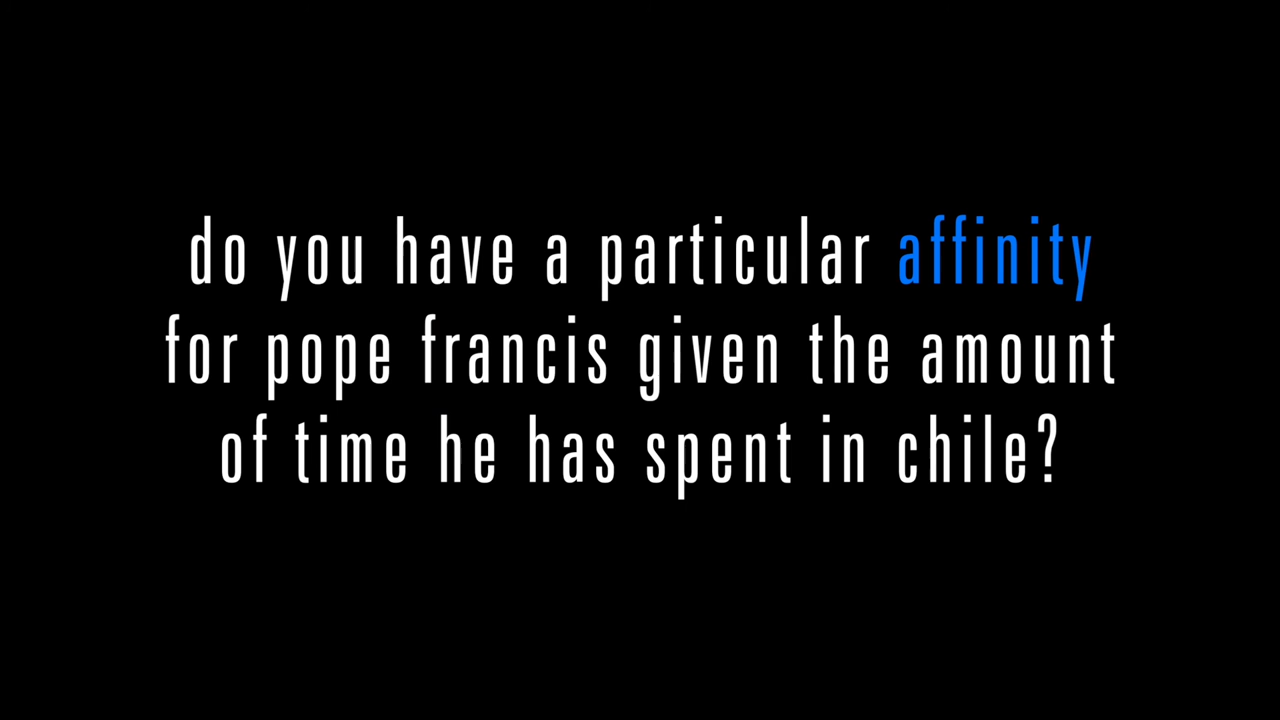 do you have a particular affinity
for pope francis given the amount
of time he has spent in chile?